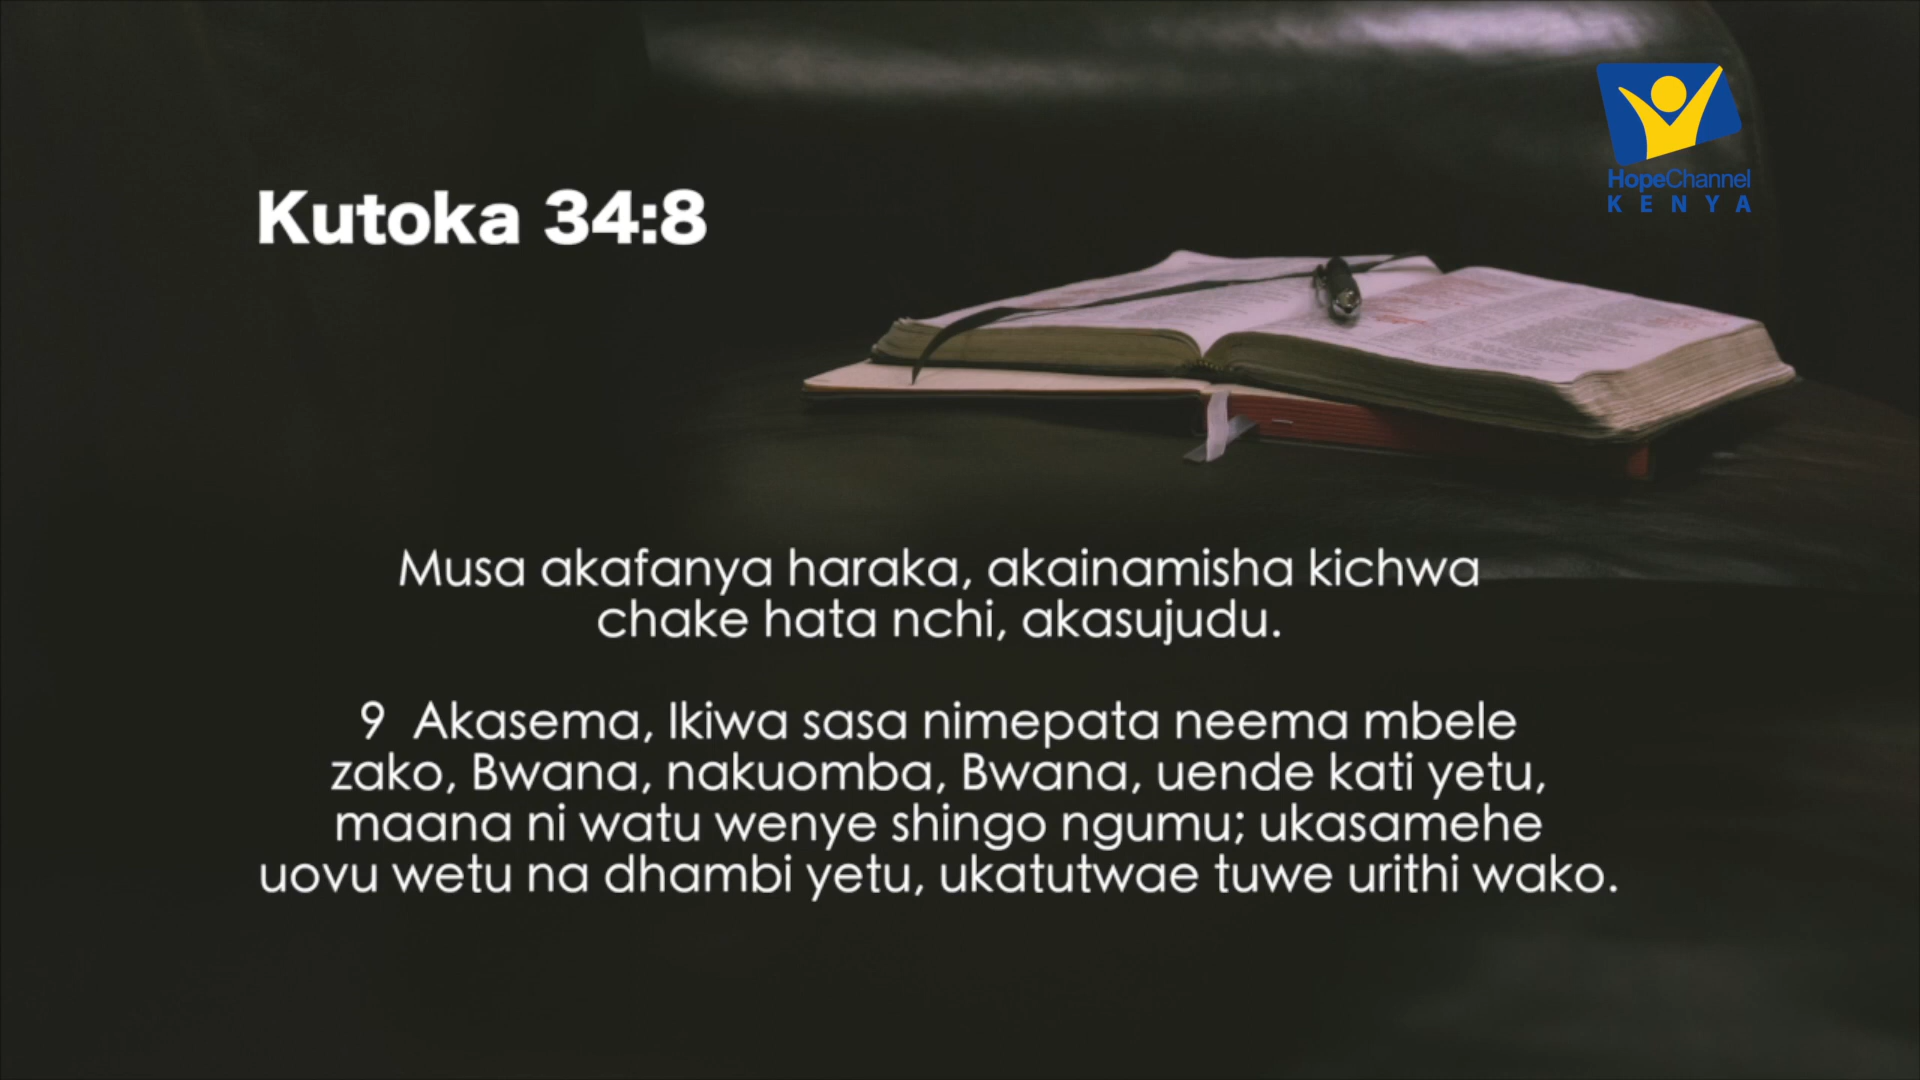 HopeChannel
KENYA
Kutoka 34:8
Musa akafanya haraka, akainamisha kichwa
chake hata nchi, akasujudu.
9 Akasema, Ikiwa sasa nimepata neema mbele
zako, Bwana, nakuomba, Bwana, uende kati yetu,
maana ni watu wenye shingo ngumu; ukasamehe
uovu wetu na dhambi yetu, ukatutwae tuwe urithi wako.